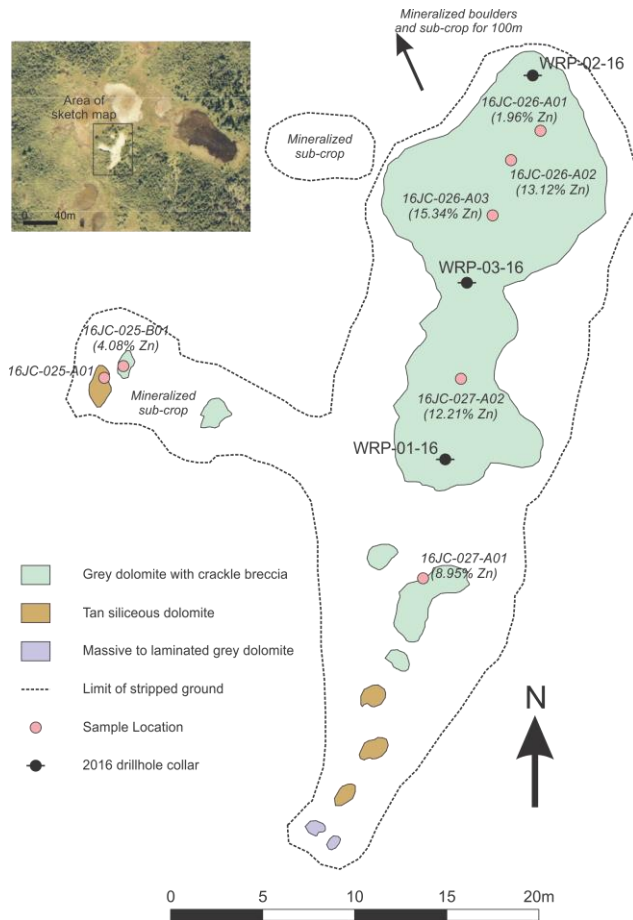 Mineralized boulders
and sub-crop for 100m
WRP-02-16
Area of
sketch map
0
40m
16JC-026-A01
(1.96% Zn)
Mineralized
sub-crop
16JC-026-A02
(13.12% Zn)
16JC-026-A03
(15.34% Zn)
WRP-03-16
16JC-025-B01
(4.08% Zn)
16JC-025-A01
Mineralized
sub-crop
16JC-027-A02
(12.21% Zn)
WRP-01-16
16JC-027-A01
(8.95% Zn)
Grey dolomite with crackle breccia
Tan siliceous dolomite
Massive to laminated grey dolomite
Limit of stripped ground
Sample Location
2016 drillhole collar
N
0 5 10 15 20m